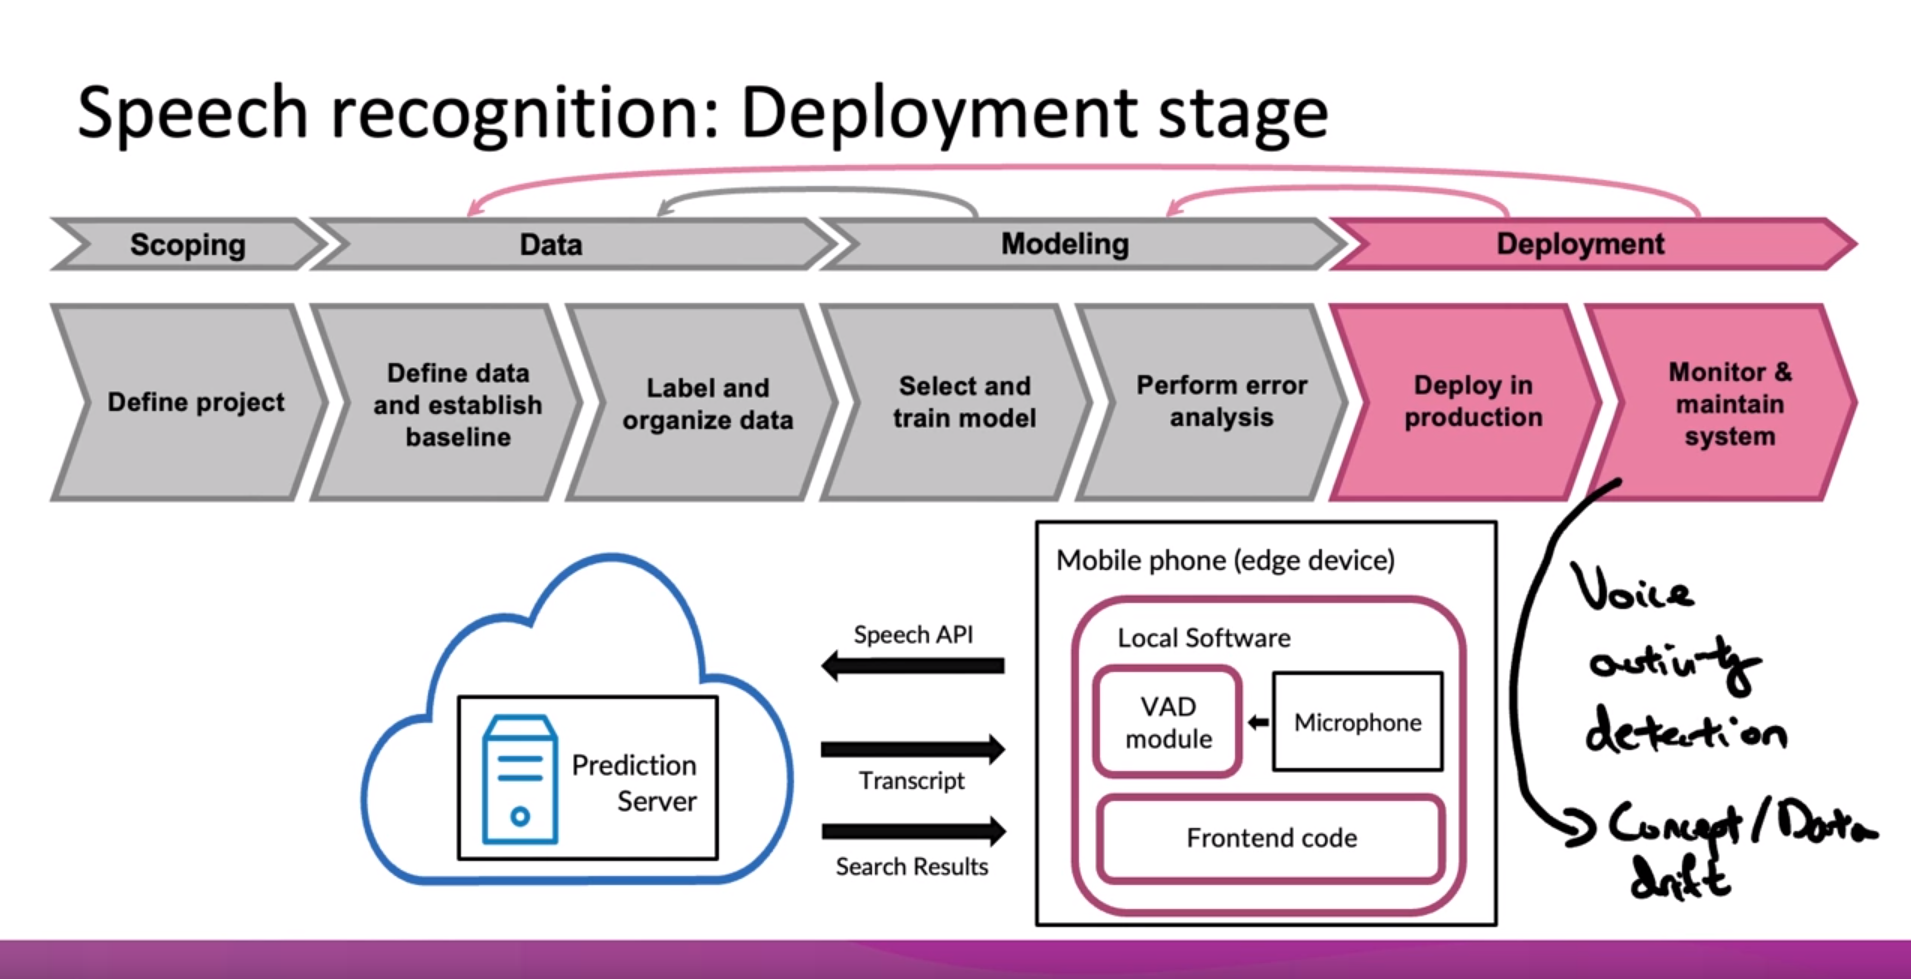 Speech recognition: Deployment stage
Scoping
Data
Modeling
Deployment
Define project
Define data
and establish
baseline
Label and
organize data
Select and
train model
Perform error
analysis
Deploy in
production
Monitor &
maintain
system
Prediction
Server
Speech API
Transcript
Search Results
Mobile phone (edge device)
Local Software
VAD
module
Microphone
Frontend code
Voice
activity
detection
Concept/Data
drift